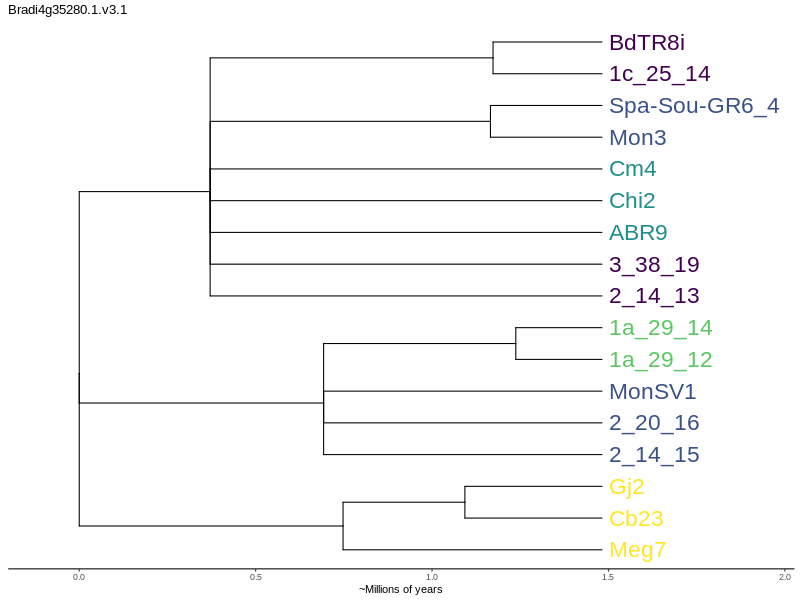 Bradi4g35280.1.v3.1
BdTR8i
1c_25_14
Spa-Sou-GR6_4
Mon3
Cm4
Chi2
ABR9
3_38_19
2_14_13
1a_29_14
1a_29_12
MonSV1
2_20_16
2_14_15
Gj2
Cb23
Meg7
0.0 0.5 1.0 1.5 2.0
~Millions of years